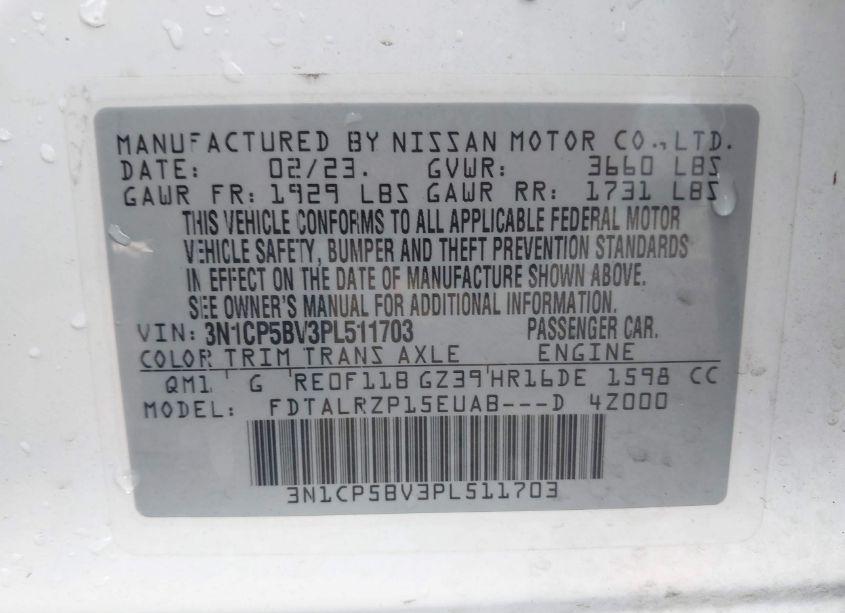 MANUFACTURED BY NISSAN MOTOR CO., LTD.
DATE: 02/23. GVWR: 3660 LBS
GAWR FR: 1929 LBS GAWR RR: 1731 LBS
THIS VEHICLE CONFORMS TO ALL APPLICABLE FEDERAL MOTOR
VEHICLE SAFETY, BUMPER AND THEFT PREVENTION STANDARDS
IN EFFECT ON THE DATE OF MANUFACTURE SHOWN ABOVE.
SEE OWNER'S MANUAL FOR ADDITIONAL INFORMATION.
VIN: 3N1CP5BV3PL511703 PASSENGER CAR.
COLOR TRIM TRANS AXLE ENGINE
QM1 G RE0F11B GZ39 HR16DE 1598 CC
MODEL: FDTALRZP15EUAB---D 4Z000
3N1CP5BV3PL511703